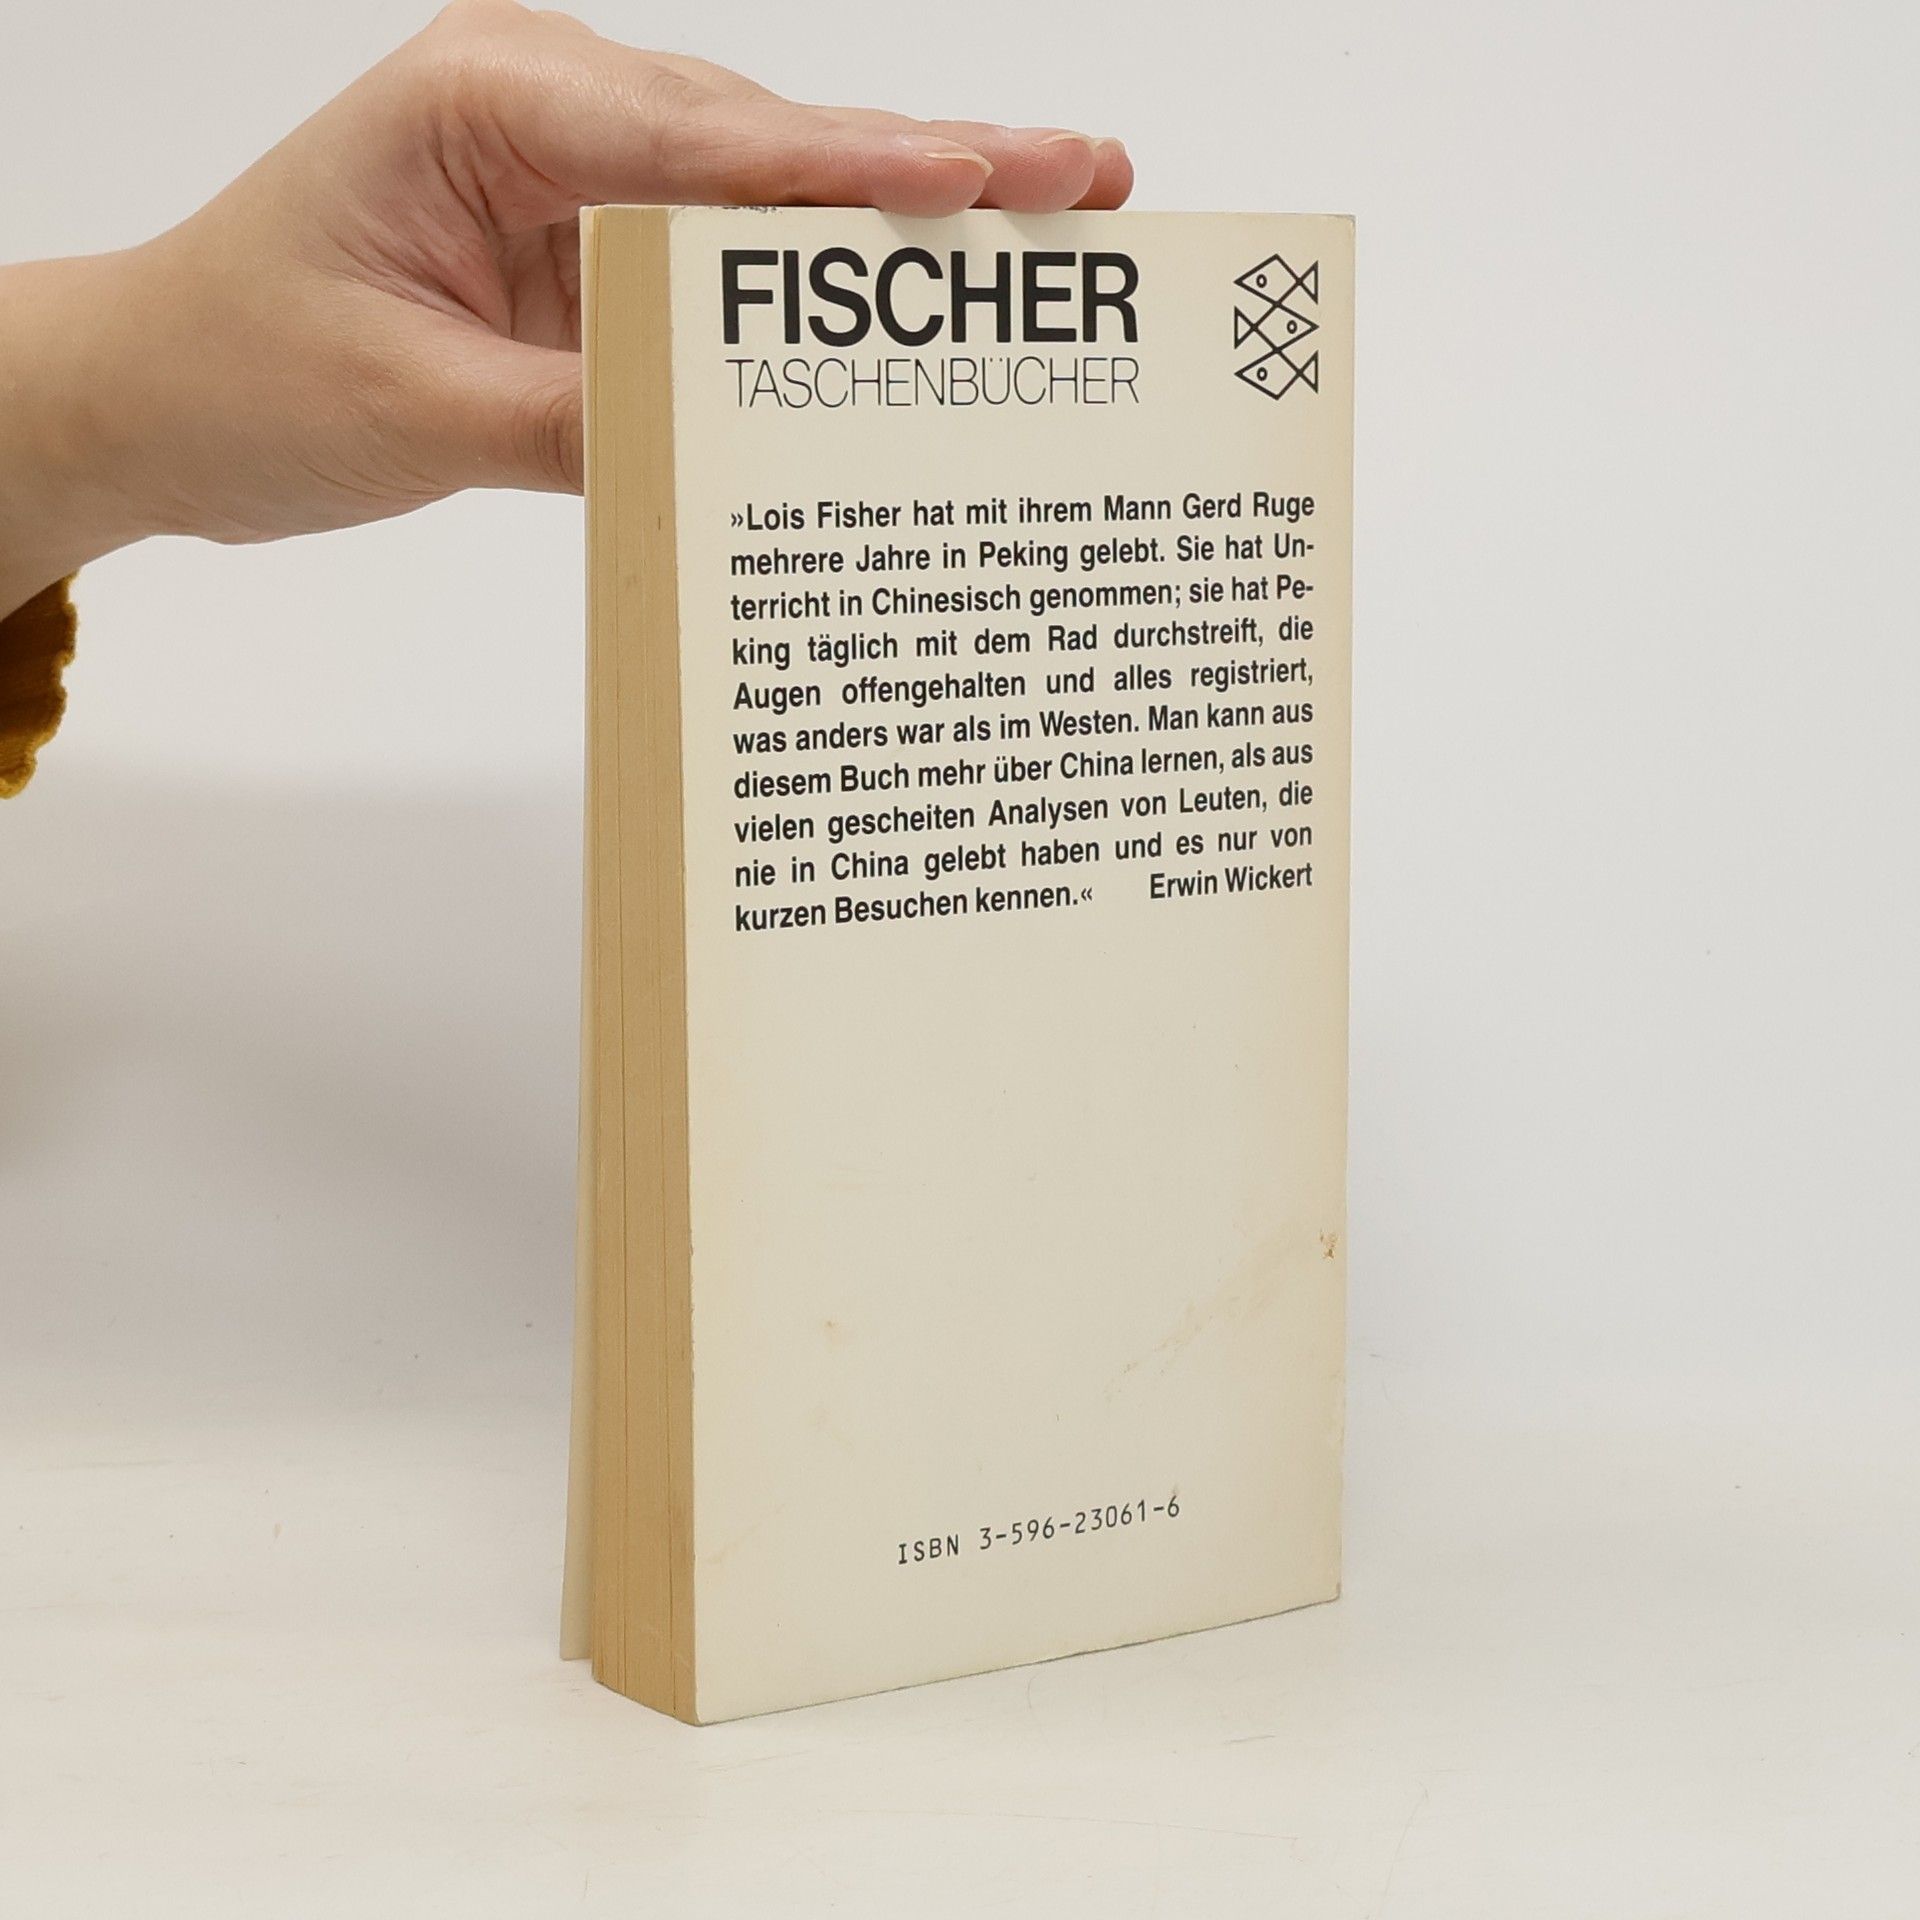 FISCHER
TASCHENBÜCHER
»Lois Fisher hat mit ihrem Mann Gerd Ruge
mehrere Jahre in Peking gelebt. Sie hat Un-
terricht in Chinesisch genommen; sie hat Pe-
king täglich mit dem Rad durchstreift, die
Augen offengehalten und alles registriert,
was anders war als im Westen. Man kann aus
diesem Buch mehr über China lernen, als aus
vielen gescheiten Analysen von Leuten, die
nie in China gelebt haben und es nur von
kurzen Besuchen kennen.« Erwin Wickert
ISBN 3-596-23061-6